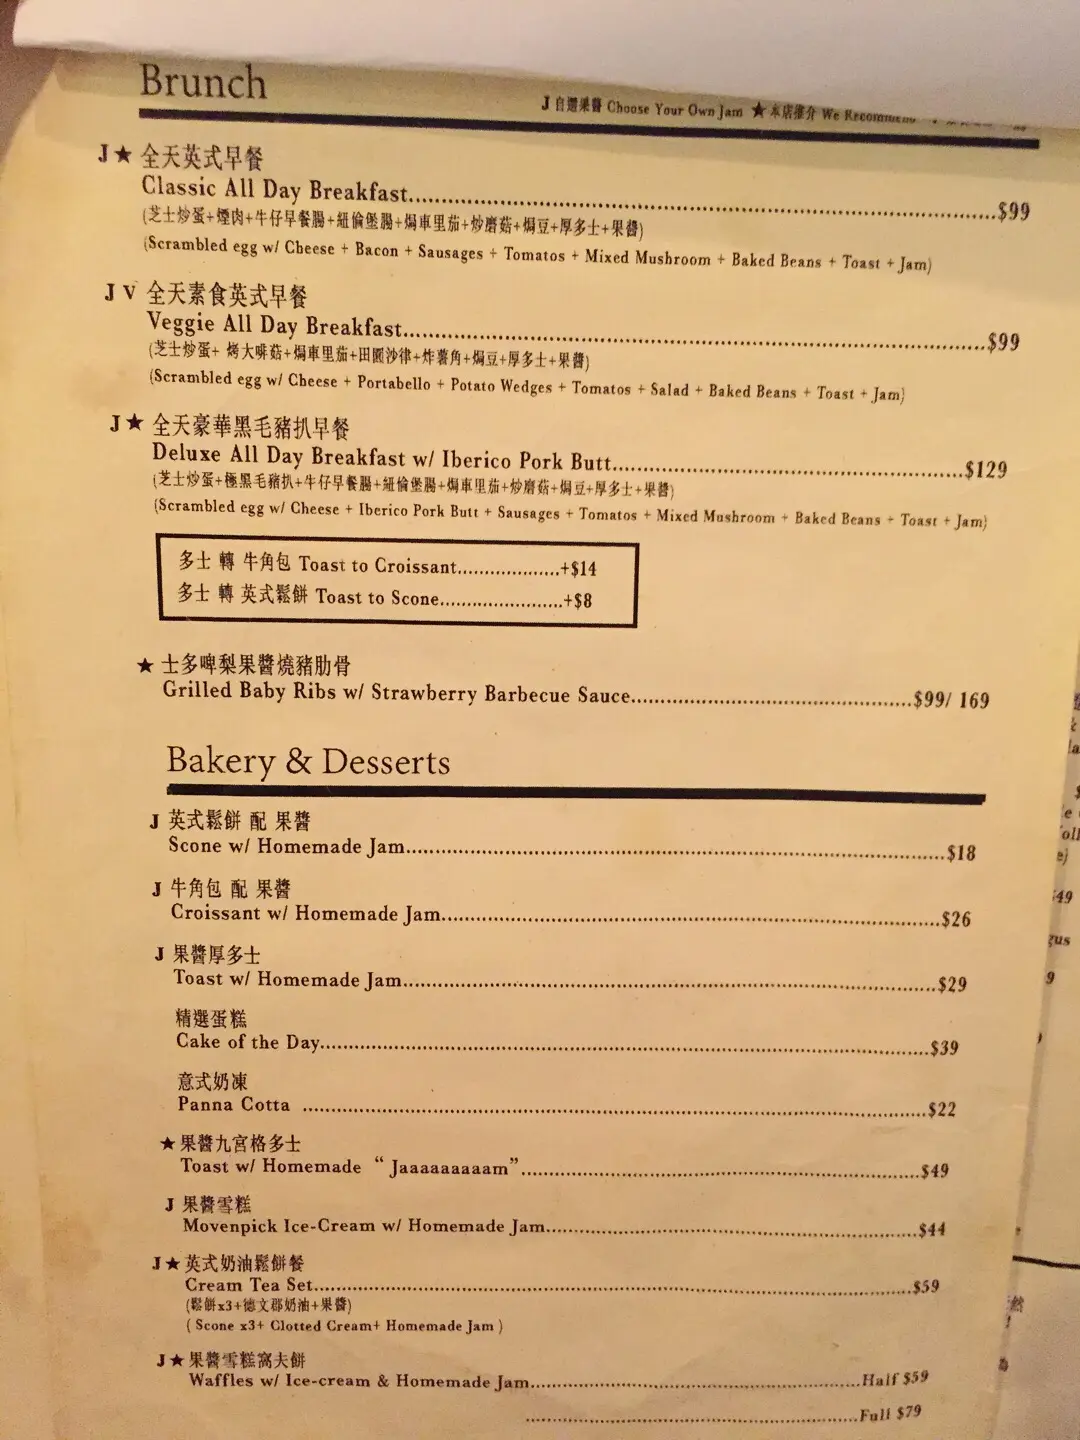 Brunch
J 自選果醬 Choose Your Own Jam ★ 本店推介 We Recommend
J★ 全天英式早餐
Classic All Day Breakfast..........$99
(芝士炒蛋+煙肉+牛仔早餐腸+紐倫堡腸+焗車里茄+炒磨菇+焗豆+厚多士+果醬)
(Scrambled egg w/ Cheese + Bacon + Sausages + Tomatos + Mixed Mushroom + Baked Beans + Toast + Jam)
J V 全天素食英式早餐
Veggie All Day Breakfast..........$99
(芝士炒蛋+ 烤大啡菇+焗車里茄+田園沙律+炸薯角+焗豆+厚多士+果醬)
(Scrambled egg w/ Cheese + Portabello + Potato Wedges + Tomatos + Salad + Baked Beans + Toast + Jam)
J★ 全天豪華黑毛豬扒早餐
Deluxe All Day Breakfast w/ Iberico Pork Butt..........$129
(芝士炒蛋+極黑毛豬扒+牛仔早餐腸+紐倫堡腸+焗車里茄+炒磨菇+焗豆+厚多士+果醬)
(Scrambled egg w/ Cheese + Iberico Pork Butt + Sausages + Tomatos + Mixed Mushroom + Baked Beans + Toast + Jam)
多士 轉 牛角包 Toast to Croissant..........+$14
多士 轉 英式鬆餅 Toast to Scone..........+$8
★ 士多啤梨果醬燒豬肋骨
Grilled Baby Ribs w/ Strawberry Barbecue Sauce..........$99/ 169
Bakery & Desserts
J 英式鬆餅 配 果醬
Scone w/ Homemade Jam..........$18
J 牛角包 配 果醬
Croissant w/ Homemade Jam..........$26
J 果醬厚多士
Toast w/ Homemade Jam..........$29
精選蛋糕
Cake of the Day..........$39
意式奶凍
Panna Cotta ..........$22
★ 果醬九宮格多士
Toast w/ Homemade “ Jaaaaaaaaam”..........$49
J 果醬雪糕
Movenpick Ice-Cream w/ Homemade Jam..........$44
J★ 英式奶油鬆餅餐
Cream Tea Set..........$59
(鬆餅x3+德文郡奶油+果醬)
( Scone x3+ Clotted Cream+ Homemade Jam )
J★ 果醬雪糕窩夫餅
Waffles w/ Ice-cream & Homemade Jam..........Half $59
..........Full $79